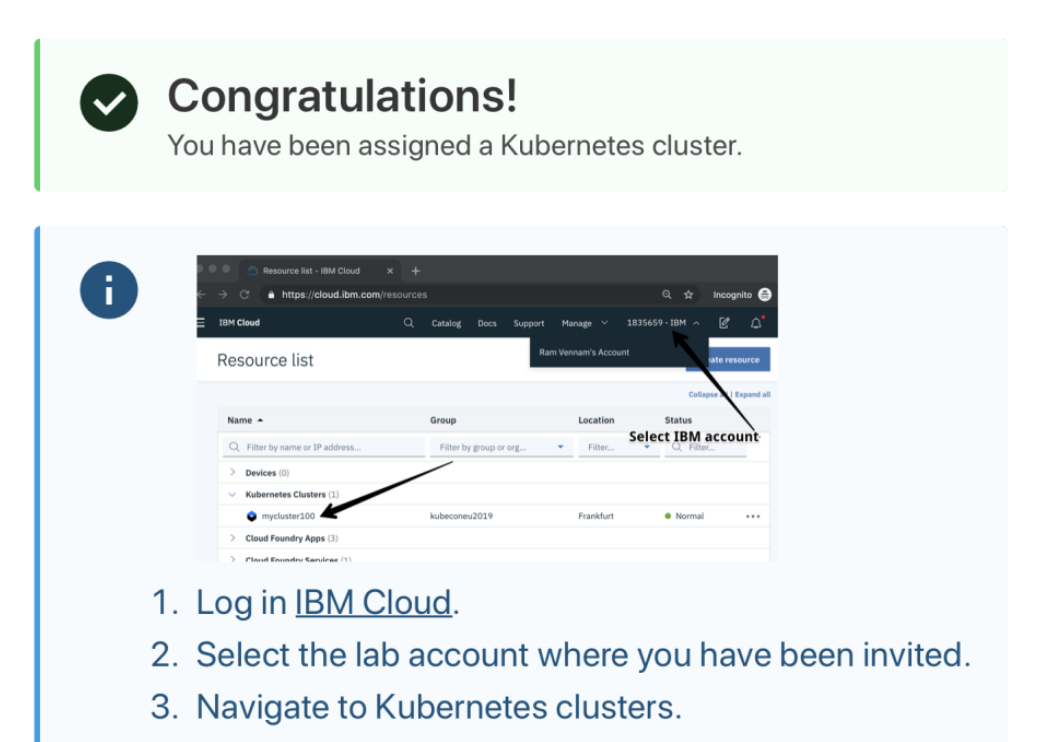 Congratulations!
You have been assigned a Kubernetes cluster.
Resource list - IBM Cloud
https://cloud.ibm.com/resources
Incognito
IBM Cloud
Catalog
Docs
Support
Manage
1835659 - IBM
Ram Vennam's Account
Resource list
resource
Collapse | Expand all
Name
Group
Location
Status
Select IBM account
Filter by name or IP address...
Filter by group or org...
Filter...
Filter...
Devices (0)
Kubernetes Clusters (1)
mycluster100
kubeconeu2019
Frankfurt
Normal
Cloud Foundry Apps (3)
Cloud Foundry Services (1)
1. Log in IBM Cloud.
2. Select the lab account where you have been invited.
3. Navigate to Kubernetes clusters.